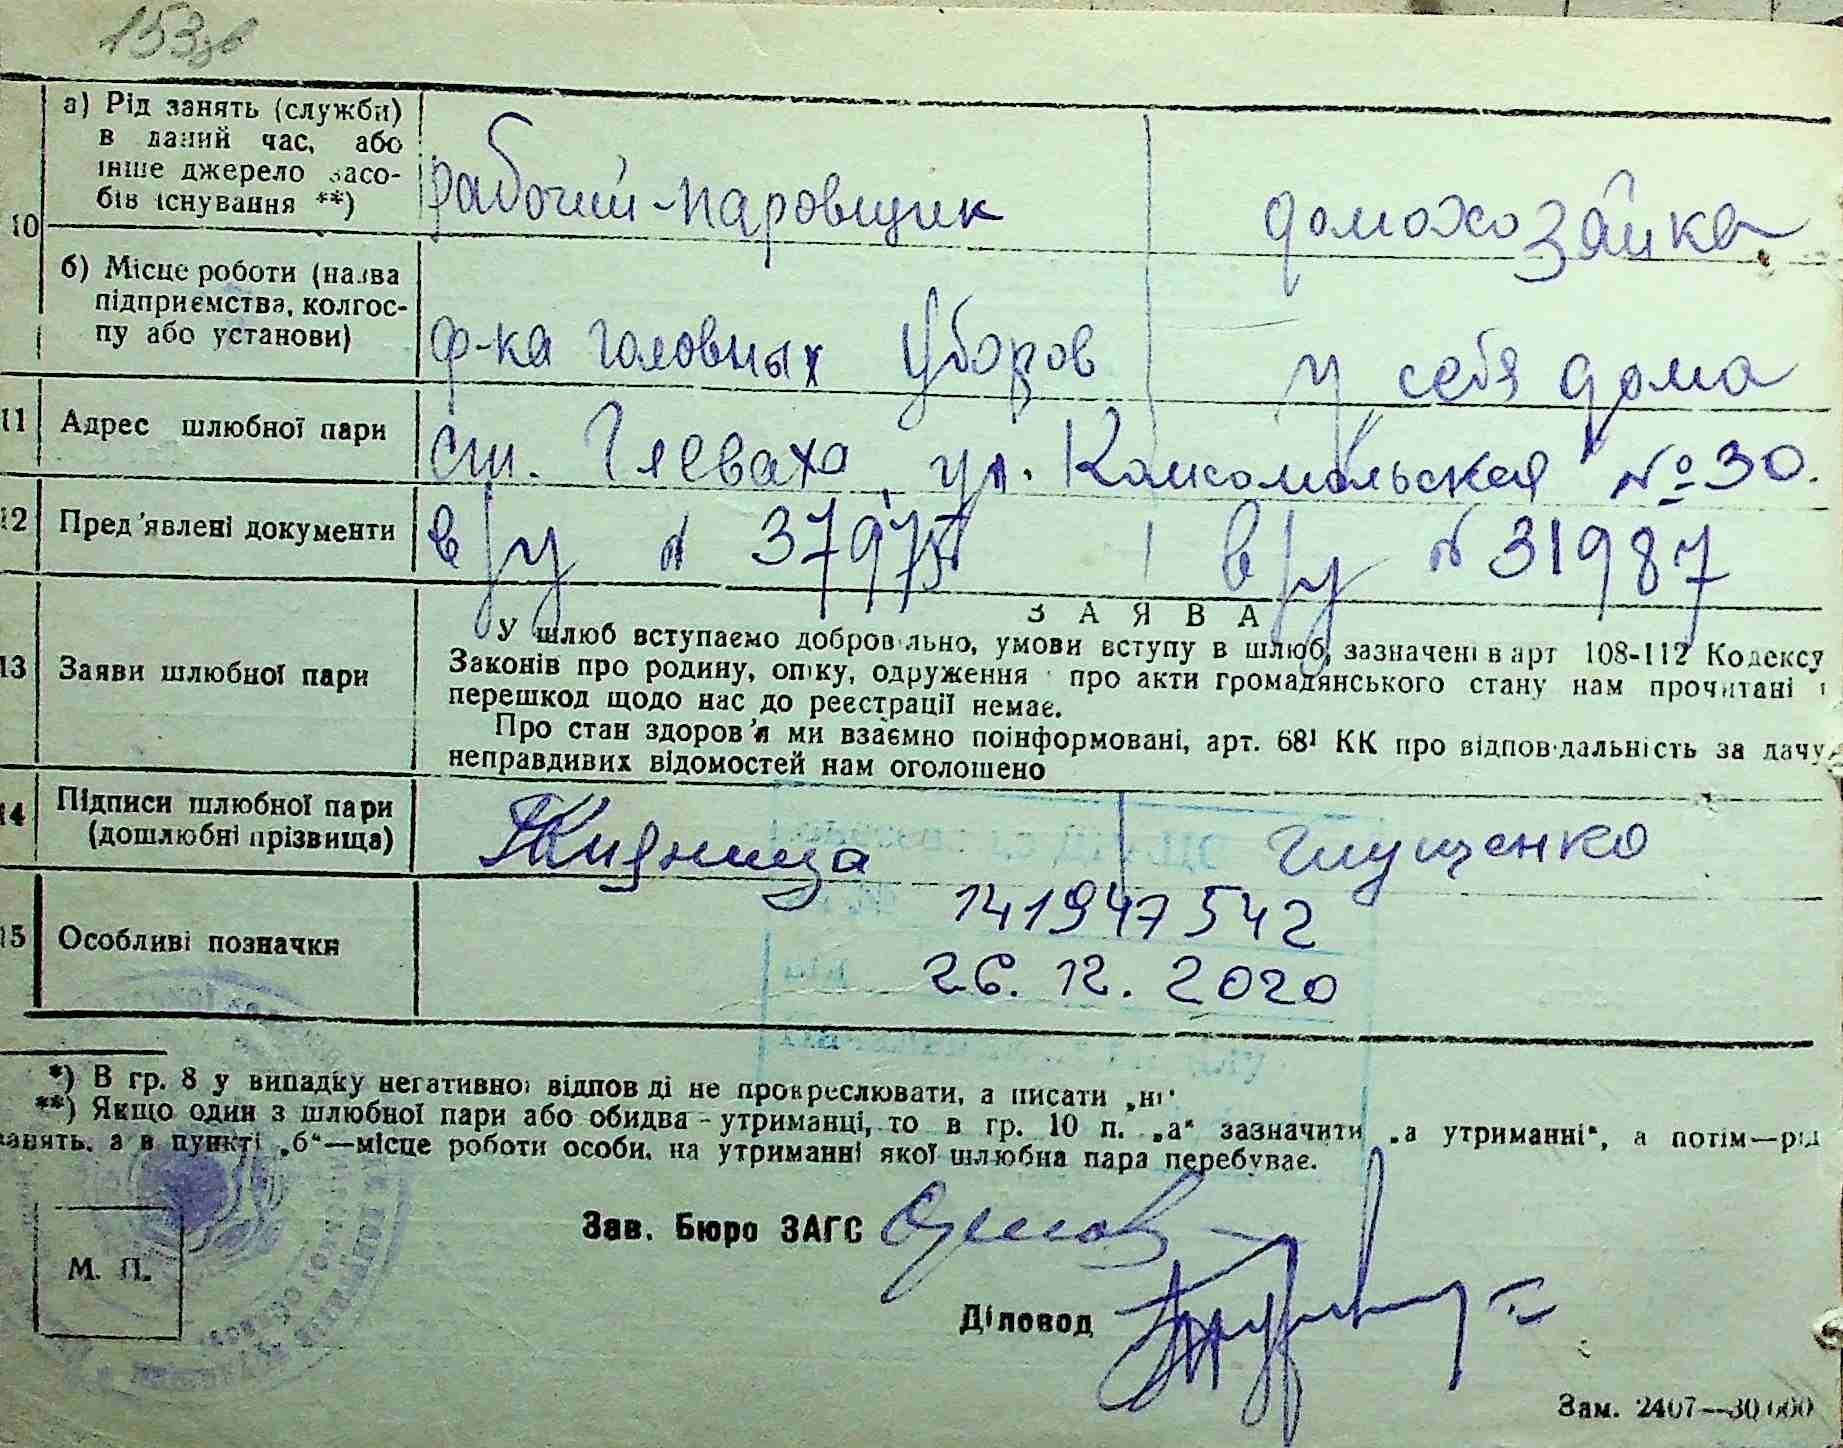 153зв
10
а) Рід занять (служби)
в даний час, або
інше джерело засо-
бів існування **)
рабочий-паровщик
домохозайка
б) Місце роботи (назва
підприємства, колгос-
пу або установи)
ф-ка головных уборов
у себя дома
11
Адрес шлюбної пари
ст. Глеваха, ул. Комсомольская №30.
12
Пред'явлені документи
в/у № 37975
в/у № 31987
13
Заяви шлюбної пари
ЗАЯВА
У шлюб вступаємо добровільно, умови вступу в шлюб, зазначені в арт 108-112 Кодексу
Законів про родину, опіку, одруження і про акти громадянського стану нам прочитані і
перешкод щодо нас до реєстрації немає.
Про стан здоров'я ми взаємно поінформовані, арт. 68¹ КК про відповідальність за дачу
неправдивих відомостей нам оголошено
14
Підписи шлюбної пари
(дошлюбні прізвища)
Жидница
Глущенко
15
Особливі позначки
141947542
26.12.2020
*) В гр. 8 у випадку негативної відповіді не прокреслювати, а писати „ні"
**) Якщо один з шлюбної пари або обидва - утриманці, то в гр. 10 п. „а" зазначити „а утриманні", а потім—рід
занять, а в пункті „б"—місце роботи особи, на утриманні якої шлюбна пара перебуває.
Зав. Бюро ЗАГС
М. П.
Діловод
Зам. 2407—30.000